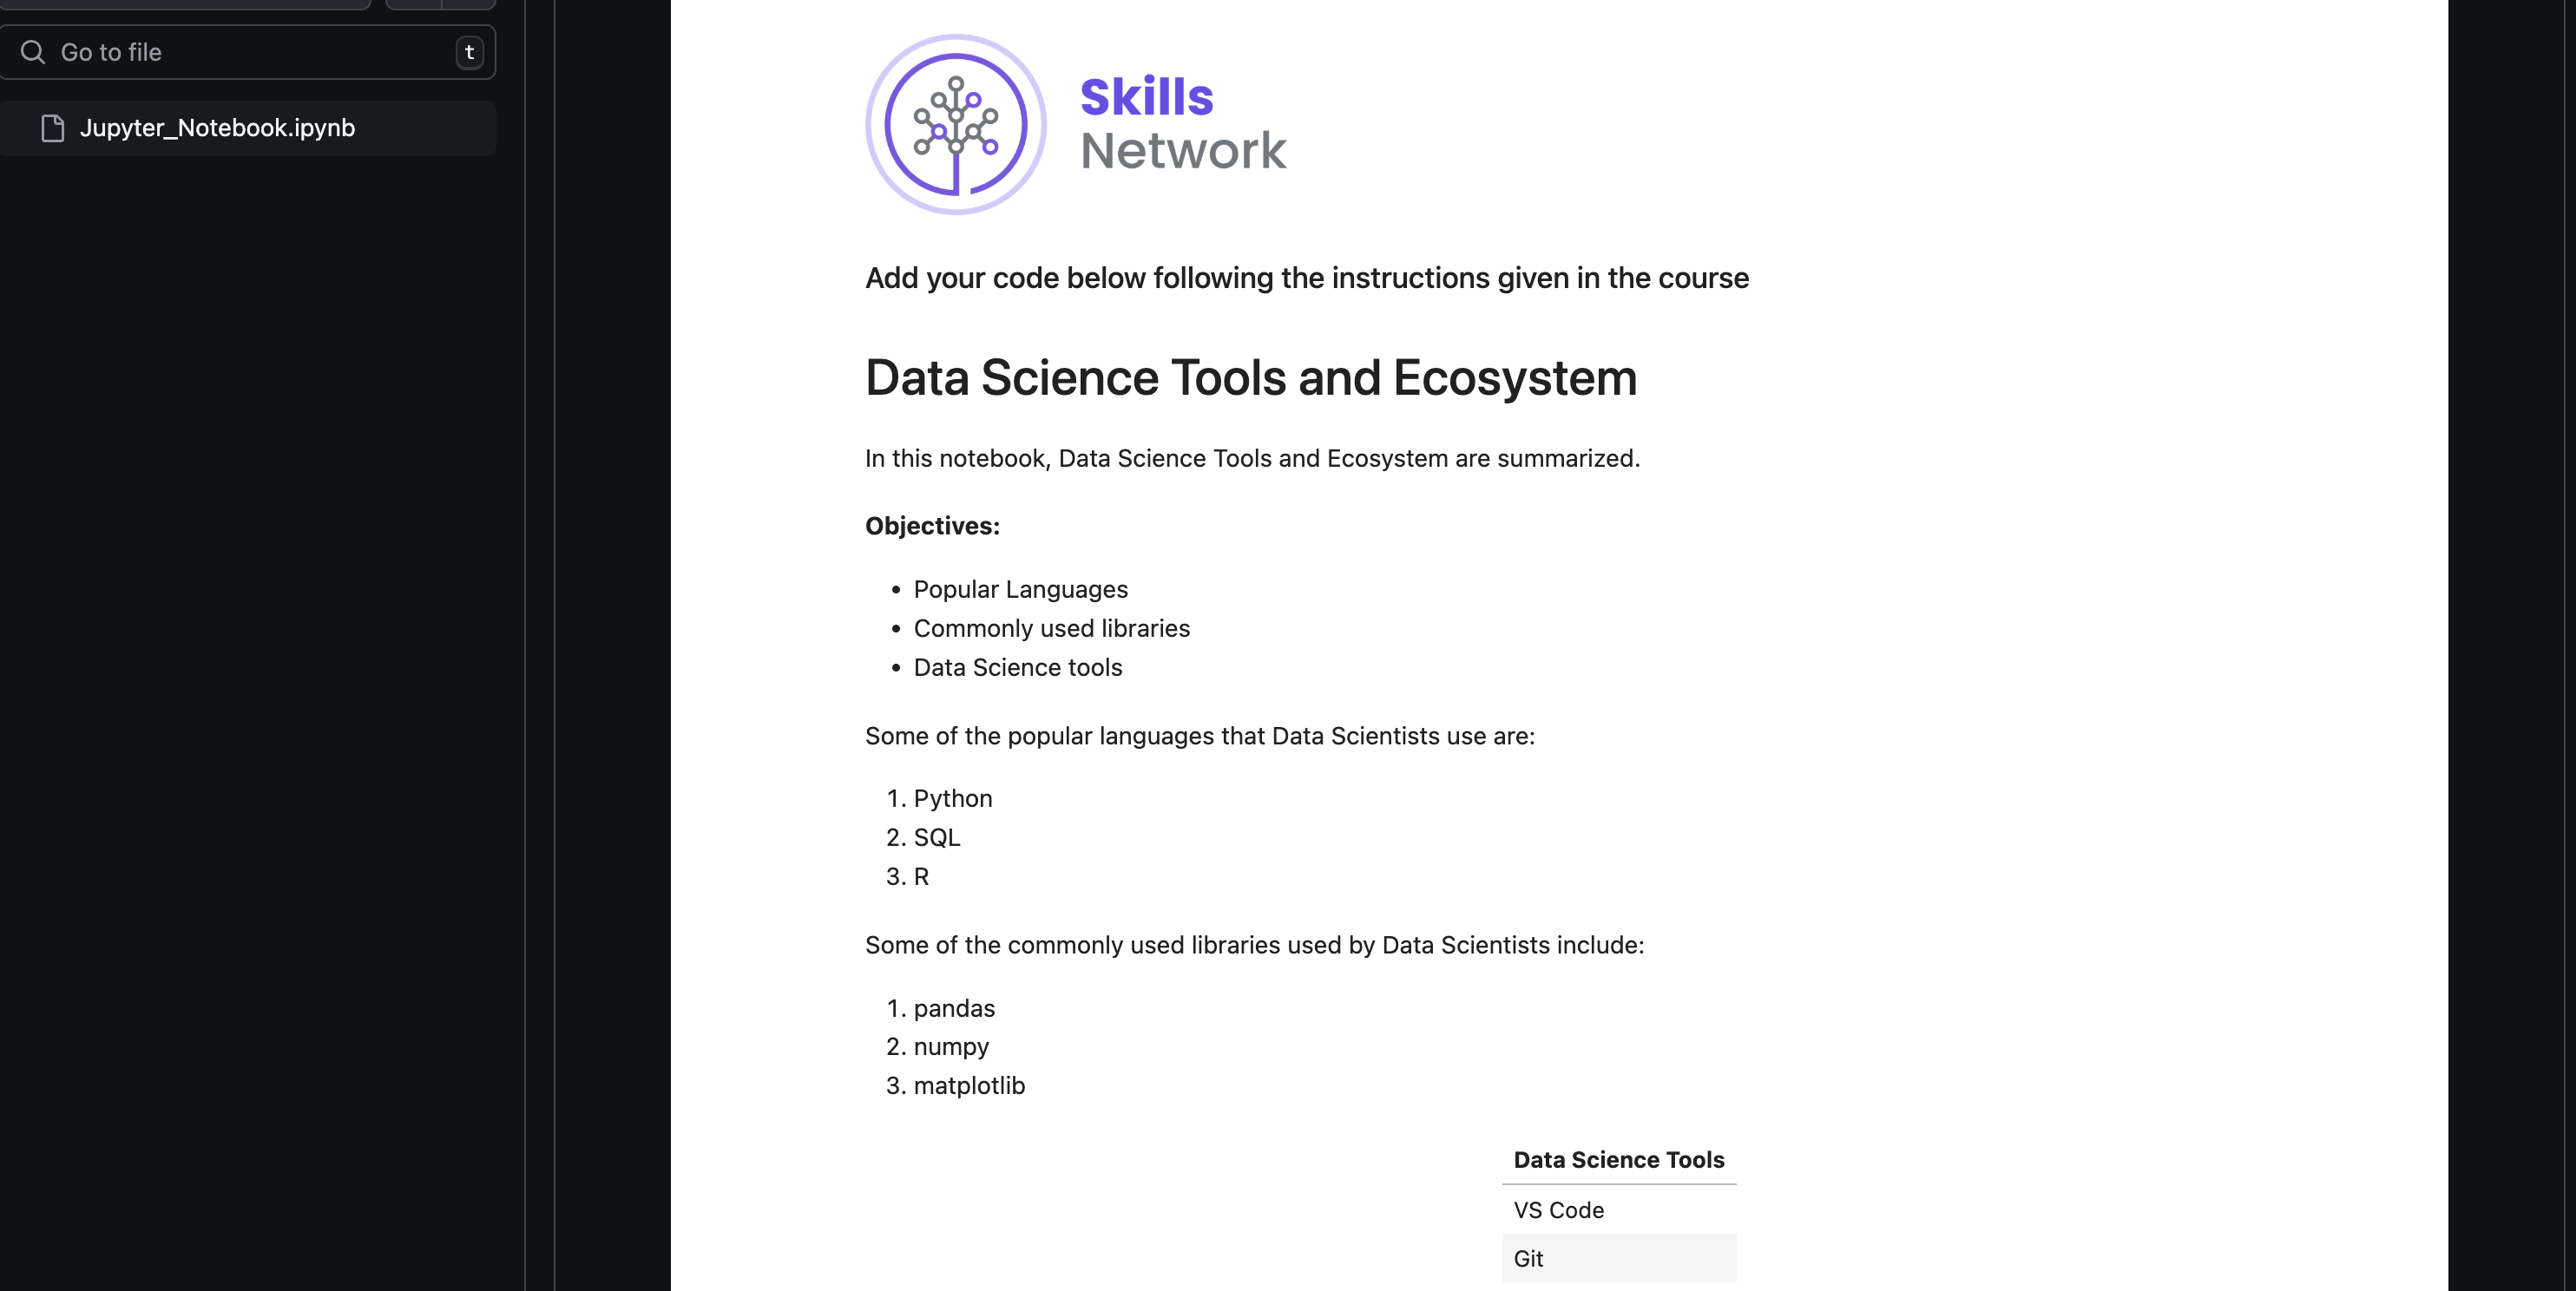 Go to file
t
Jupyter_Notebook.ipynb
Skills
Network
Add your code below following the instructions given in the course
Data Science Tools and Ecosystem
In this notebook, Data Science Tools and Ecosystem are summarized.
Objectives:
• Popular Languages
• Commonly used libraries
• Data Science tools
Some of the popular languages that Data Scientists use are:
1. Python
2. SQL
3. R
Some of the commonly used libraries used by Data Scientists include:
1. pandas
2. numpy
3. matplotlib
Data Science Tools
VS Code
Git